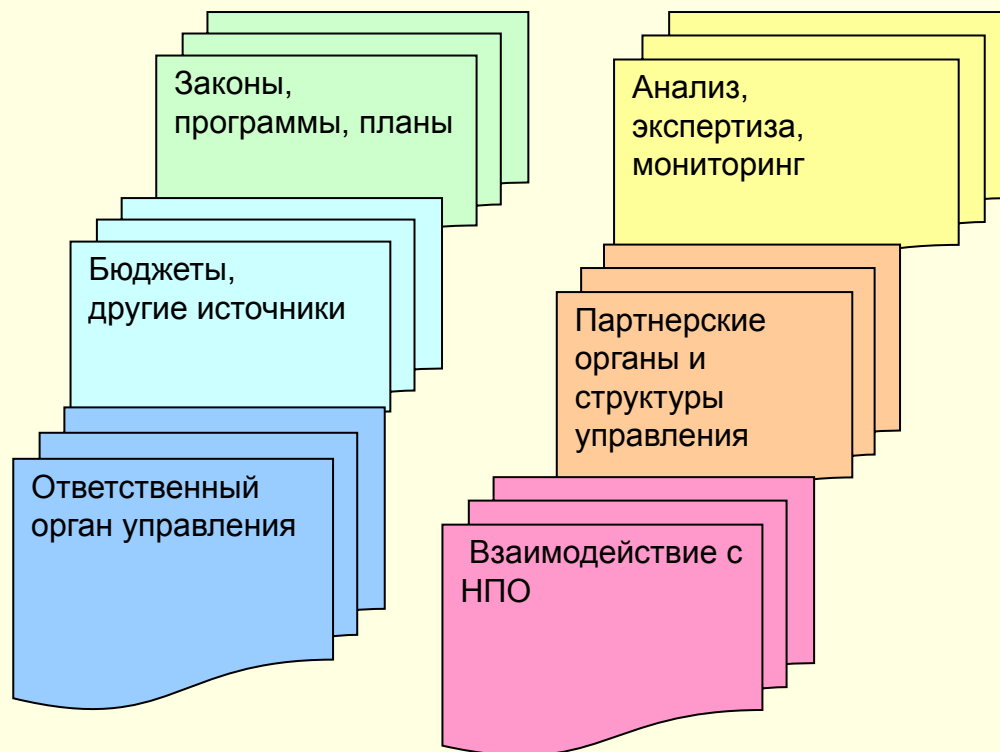 Законы,
программы, планы
Бюджеты,
другие источники
Ответственный
орган управления
Анализ,
экспертиза,
мониторинг
Партнерские
органы и
структуры
управления
Взаимодействие с
НПО